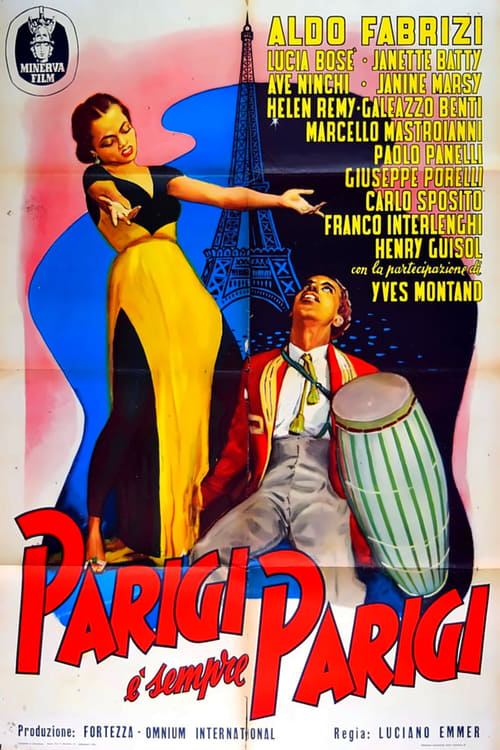 MINERVA
FILM
ALDO FABRIZI
LUCIA BOSÈ · JANETTE BATTY
AVE NINCHI · JANINE MARSY
HELEN REMY · GALEAZZO BENTI
MARCELLO MASTROIANNI
PAOLO PANELLI
GIUSEPPE PORELLI
CARLO SPOSITO
FRANCO INTERLENGHI
HENRY GUISOL
con la partecipazione di
YVES MONTAND
PARIGI
è sempre
PARIGI
Produzione: FORTEZZA - OMNIUM INTERNATIONAL
Regia: LUCIANO EMMER